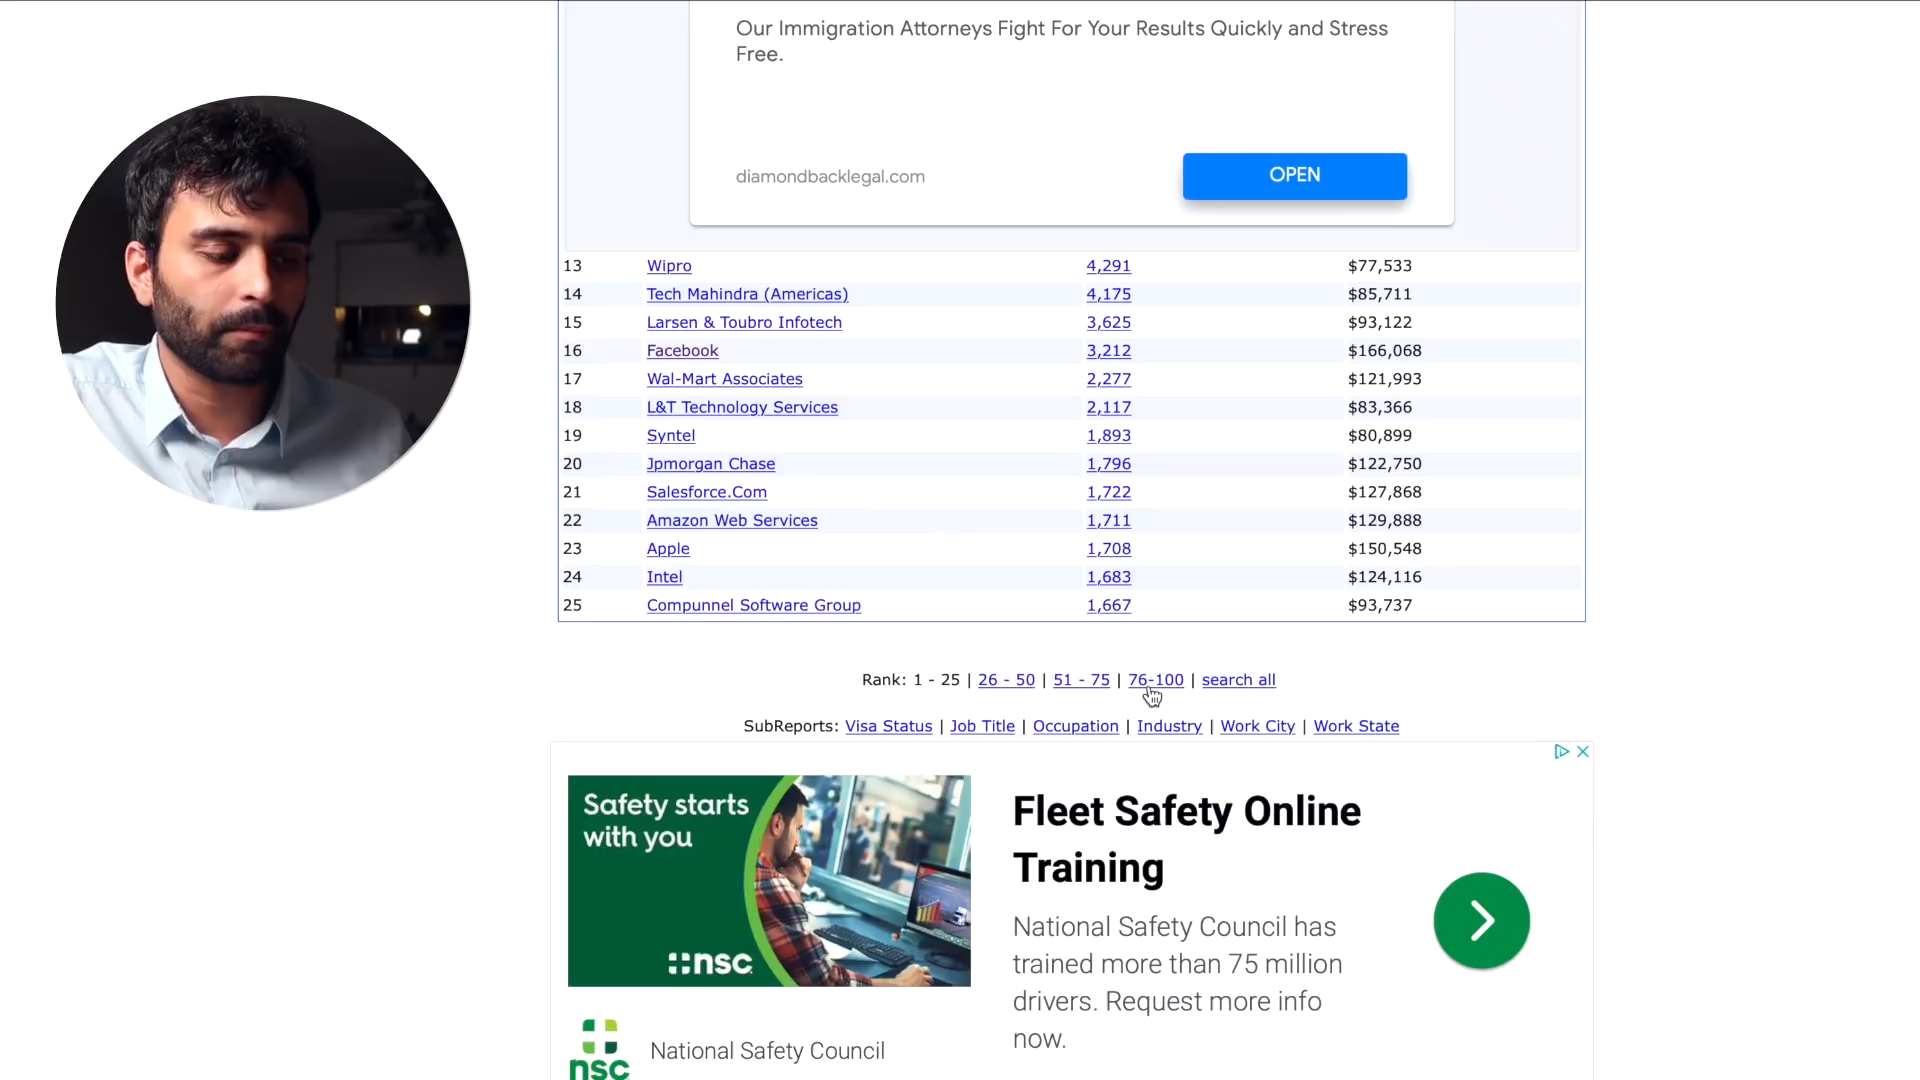 Our Immigration Attorneys Fight For Your Results Quickly and Stress
Free.
diamondbacklegal.com OPEN
13 Wipro 4,291 $77,533
14 Tech Mahindra (Americas) 4,175 $85,711
15 Larsen & Toubro Infotech 3,625 $93,122
16 Facebook 3,212 $166,068
17 Wal-Mart Associates 2,277 $121,993
18 L&T Technology Services 2,117 $83,366
19 Syntel 1,893 $80,899
20 Jpmorgan Chase 1,796 $122,750
21 Salesforce.Com 1,722 $127,868
22 Amazon Web Services 1,711 $129,888
23 Apple 1,708 $150,548
24 Intel 1,683 $124,116
25 Compunnel Software Group 1,667 $93,737
Rank: 1 - 25 | 26 - 50 | 51 - 75 | 76-100 | search all
SubReports: Visa Status | Job Title | Occupation | Industry | Work City | Work State
Safety starts
with you
nsc
Fleet Safety Online
Training
National Safety Council has
trained more than 75 million
drivers. Request more info
now.
nsc
National Safety Council